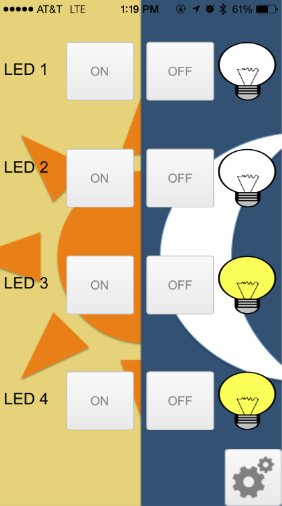 ●●●●● AT&T LTE 1:19 PM 61%
LED 1 ON OFF
LED 2 ON OFF
LED 3 ON OFF
LED 4 ON OFF